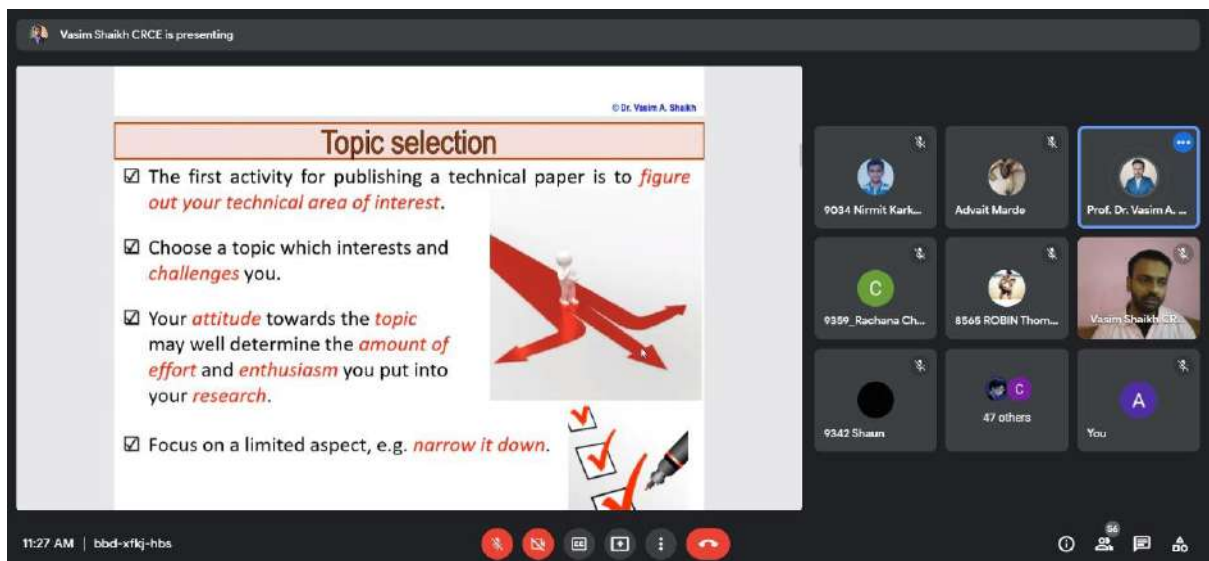 Vasim Shaikh CRCE is presenting
© Dr. Vasim A. Shaikh
Topic selection
☑ The first activity for publishing a technical paper is to figure
out your technical area of interest.
☑ Choose a topic which interests and
challenges you.
☑ Your attitude towards the topic
may well determine the amount of
effort and enthusiasm you put into
your research.
☑ Focus on a limited aspect, e.g. narrow it down.
9034 Nirmit Kark...
Advait Marde
Prof. Dr. Vasim A. ...
C
9359_Rachana Ch...
8565 ROBIN Thom...
Vasim Shaikh CR...
9342 Shaun
C
47 others
A
You
11:27 AM | bbd-xfkj-hbs
CC
56